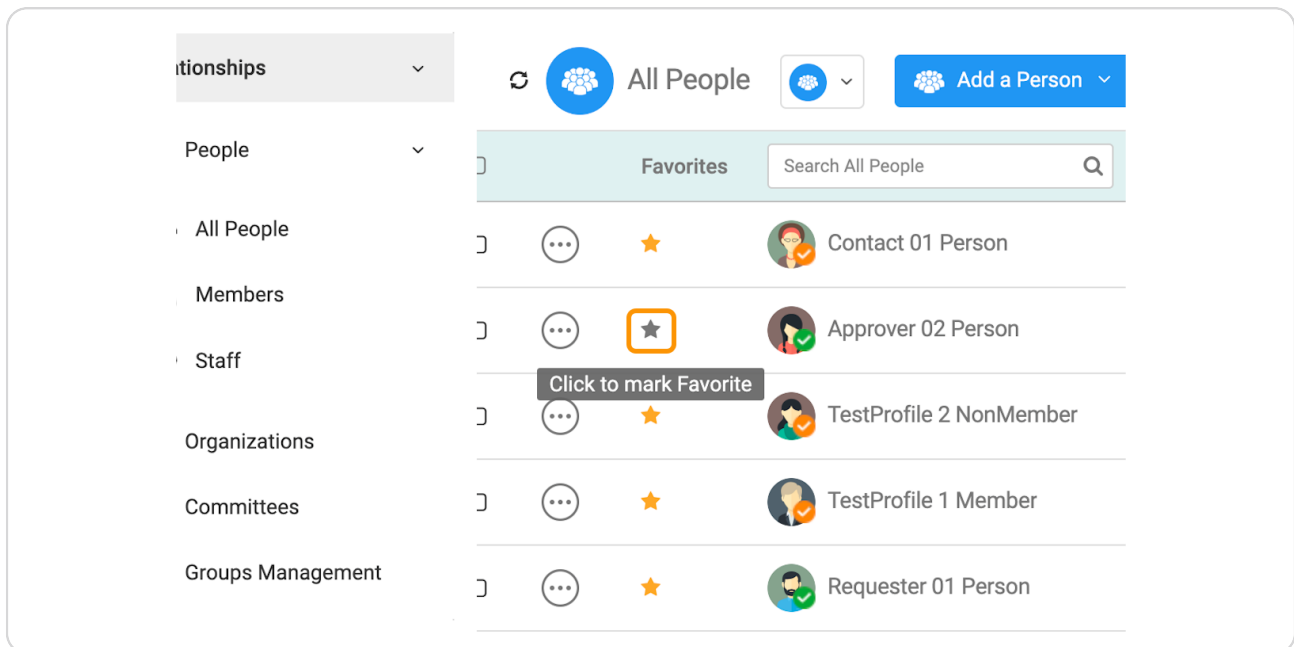 tionships
People
All People
Members
Staff
Organizations
Committees
Groups Management
All People
Add a Person
Favorites
Search All People
Contact 01 Person
Approver 02 Person
Click to mark Favorite
TestProfile 2 NonMember
TestProfile 1 Member
Requester 01 Person